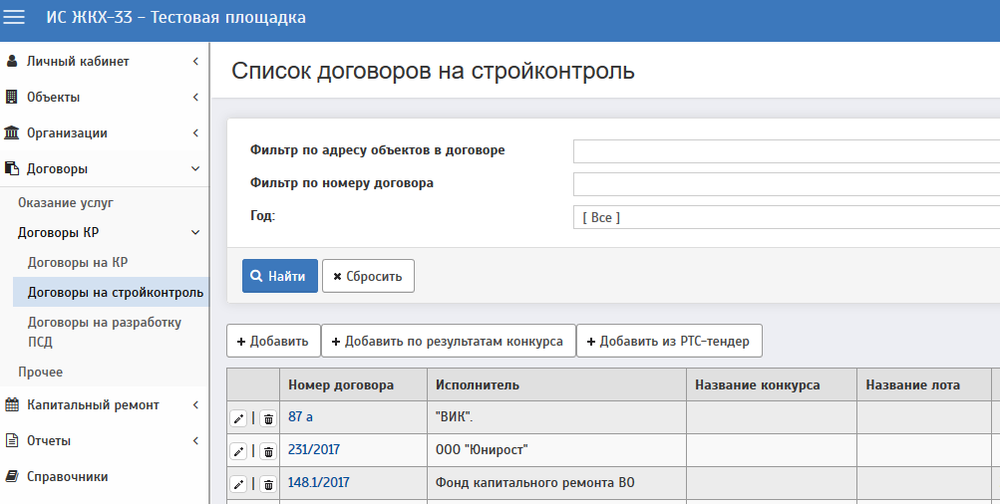 ИС ЖКХ-33 - Тестовая площадка
Личный кабинет
Объекты
Организации
Договоры
Оказание услуг
Договоры КР
Договоры на КР
Договоры на стройконтроль
Договоры на разработку
ПСД
Прочее
Капитальный ремонт
Отчеты
Справочники
Список договоров на стройконтроль
Фильтр по адресу объектов в договоре
Фильтр по номеру договора
Год: [ Все ]
Найти Сбросить
+ Добавить + Добавить по результатам конкурса + Добавить из РТС-тендер
Номер договора Исполнитель Название конкурса Название лота
| 87 а "ВИК".
| 231/2017 ООО "Юнирост"
| 148.1/2017 Фонд капитального ремонта ВО